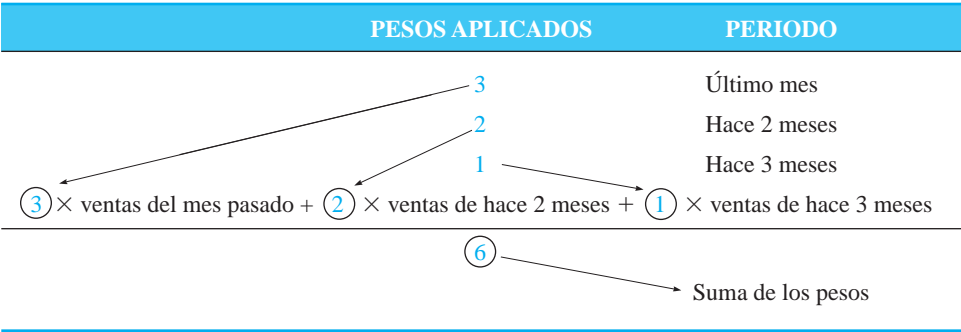 PESOS APLICADOS PERIODO
3 Último mes
2 Hace 2 meses
1 Hace 3 meses
3 × ventas del mes pasado + 2 × ventas de hace 2 meses + 1 × ventas de hace 3 meses
6
Suma de los pesos